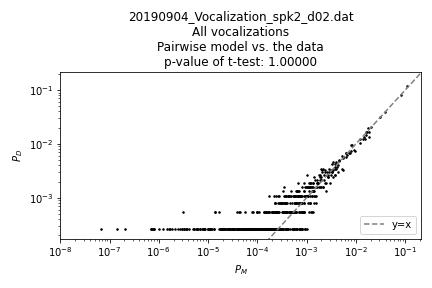 20190904_Vocalization_spk2_d02.dat
All vocalizations
Pairwise model vs. the data
p-value of t-test: 1.00000
10⁻¹
10⁻²
10⁻³
P_D
y=x
10⁻⁸ 10⁻⁷ 10⁻⁶ 10⁻⁵ 10⁻⁴ 10⁻³ 10⁻² 10⁻¹
P_M